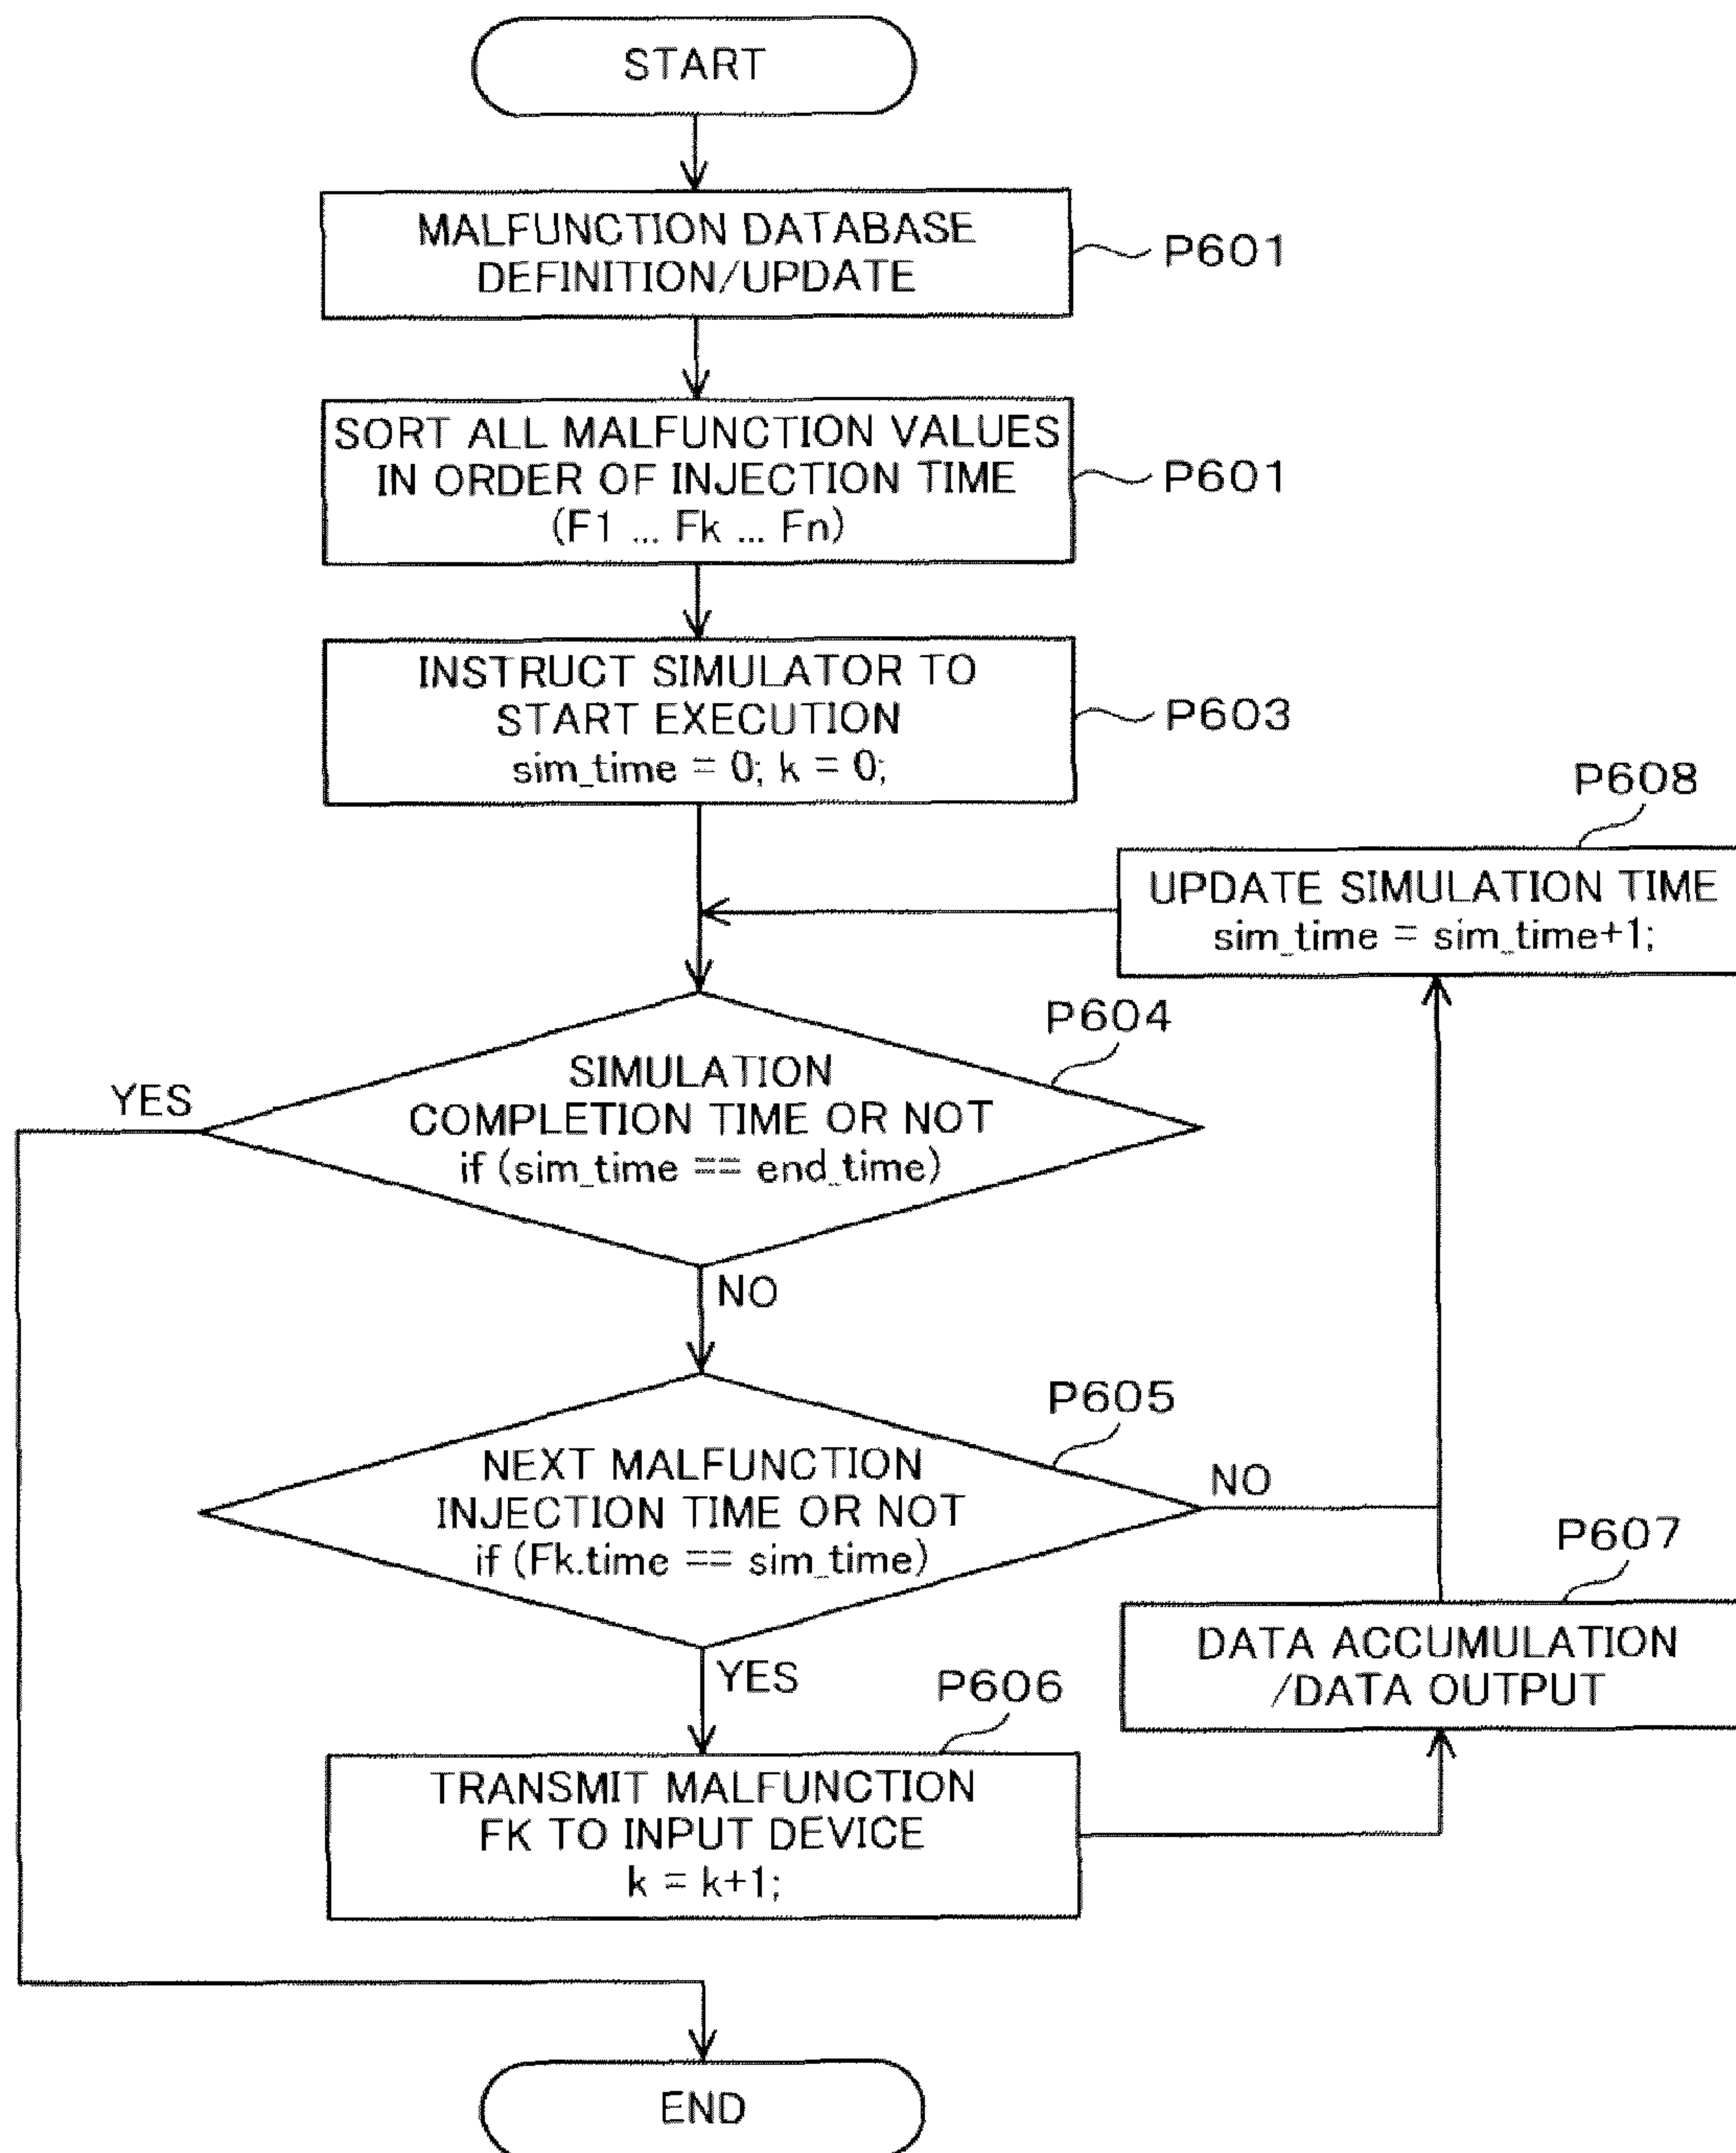 START
MALFUNCTION DATABASE
DEFINITION/UPDATE
P601
SORT ALL MALFUNCTION VALUES
IN ORDER OF INJECTION TIME
(F1 ... Fk ... Fn)
P601
INSTRUCT SIMULATOR TO
START EXECUTION
sim_time = 0; k = 0;
P603
P608
UPDATE SIMULATION TIME
sim_time = sim_time+1;
P604
SIMULATION
COMPLETION TIME OR NOT
if (sim_time == end_time)
YES
NO
P605
NEXT MALFUNCTION
INJECTION TIME OR NOT
if (Fk.time == sim_time)
NO
YES
P607
DATA ACCUMULATION
/DATA OUTPUT
P606
TRANSMIT MALFUNCTION
FK TO INPUT DEVICE
k = k+1;
END